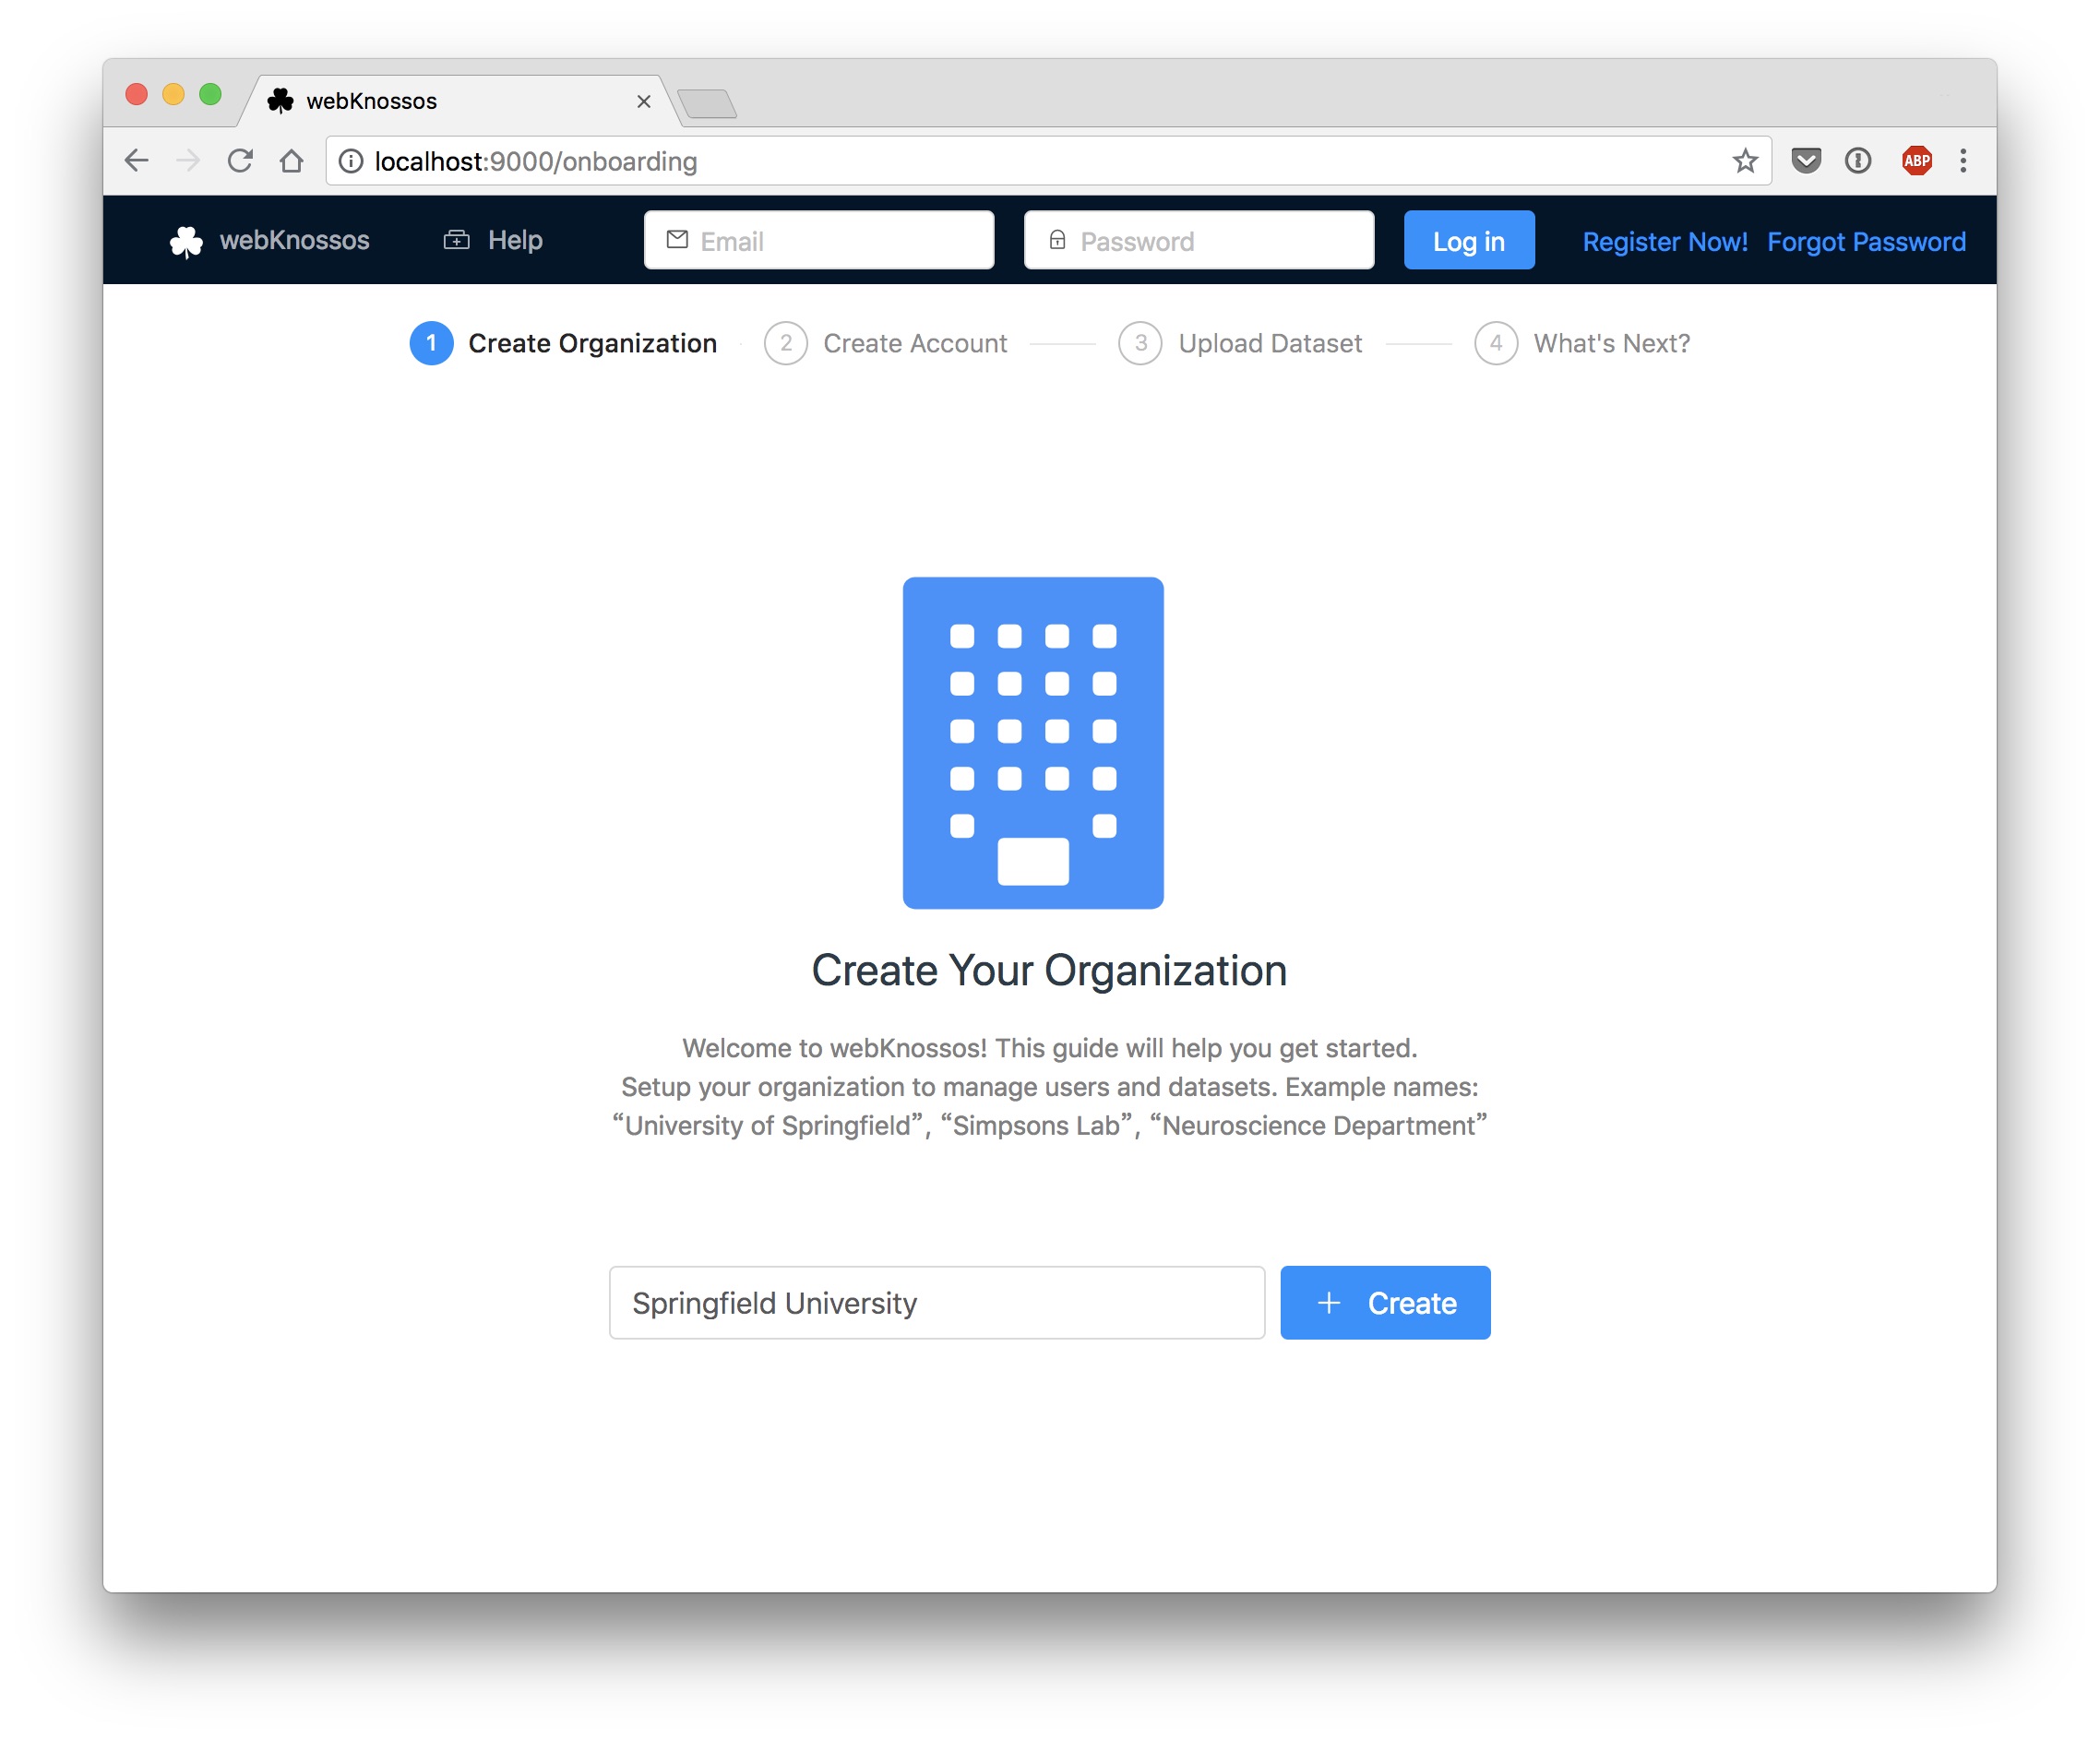 webKnossos
localhost:9000/onboarding
ABP
webKnossos Help Email Password Log in Register Now! Forgot Password
1 Create Organization 2 Create Account 3 Upload Dataset 4 What's Next?
Create Your Organization
Welcome to webKnossos! This guide will help you get started.
Setup your organization to manage users and datasets. Example names:
“University of Springfield”, “Simpsons Lab”, “Neuroscience Department”
Springfield University
Create